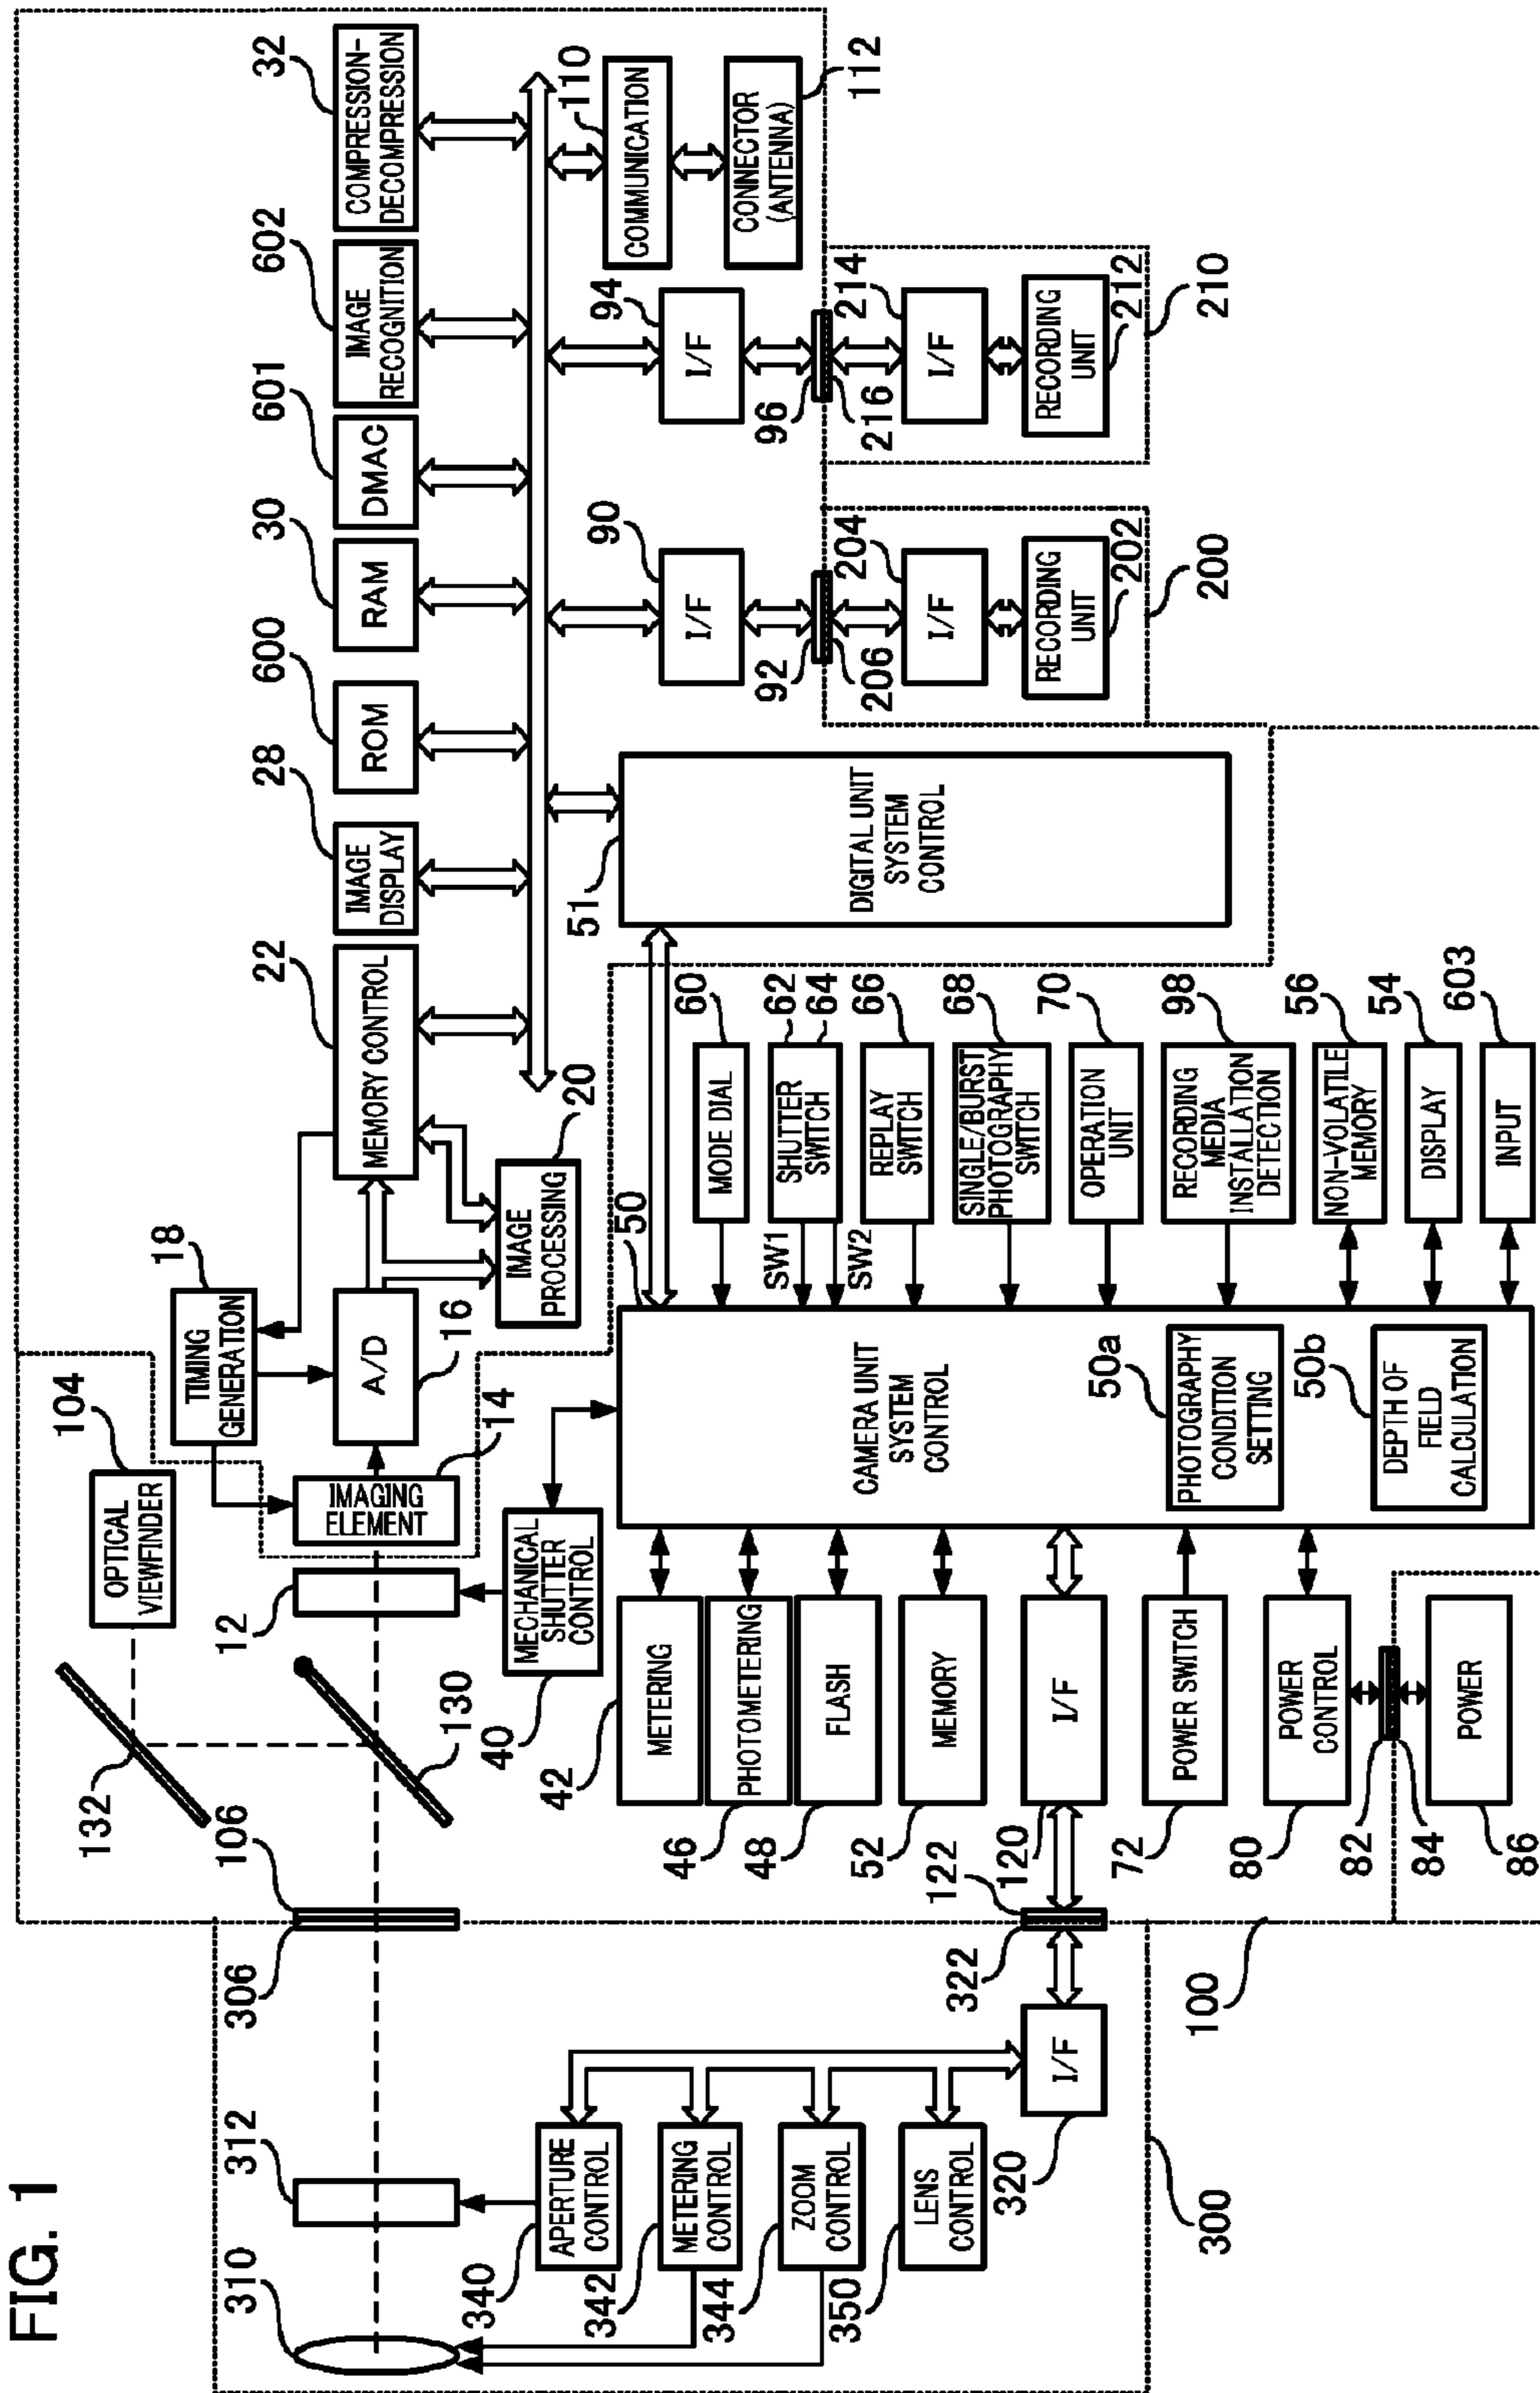 FIG. 1
310
312
306
106
132
130
12
104
OPTICAL
VIEWFINDER
IMAGING
ELEMENT
14
18
TIMING
GENERATION
A/D
16
22
MEMORY CONTROL
IMAGE
PROCESSING
20
28
IMAGE
DISPLAY
600
ROM
30
RAM
601
DMAC
602
IMAGE
RECOGNITION
32
COMPRESSION-
DECOMPRESSION
110
COMMUNICATION
CONNECTOR
(ANTENNA)
112
94
I/F
96
216
214
I/F
RECORDING
UNIT
212
210
90
I/F
92
206
204
I/F
RECORDING
UNIT
202
200
51
DIGITAL UNIT
SYSTEM
CONTROL
340
APERTURE
CONTROL
342
METERING
CONTROL
344
ZOOM
CONTROL
350
LENS
CONTROL
320
I/F
300
322
122
100
40
MECHANICAL
SHUTTER
CONTROL
42
METERING
46
PHOTOMETERING
48
FLASH
52
MEMORY
120
I/F
72
POWER SWITCH
80
POWER
CONTROL
82
84
86
POWER
50
CAMERA UNIT
SYSTEM
CONTROL
50a
PHOTOGRAPHY
CONDITION
SETTING
50b
DEPTH OF
FIELD
CALCULATION
60
MODE DIAL
62
64
SW1
SHUTTER
SWITCH
SW2
66
REPLAY
SWITCH
68
SINGLE/BURST
PHOTOGRAPHY
SWITCH
70
OPERATION
UNIT
98
RECORDING
MEDIA
INSTALLATION
DETECTION
56
NON-VOLATILE
MEMORY
54
DISPLAY
603
INPUT